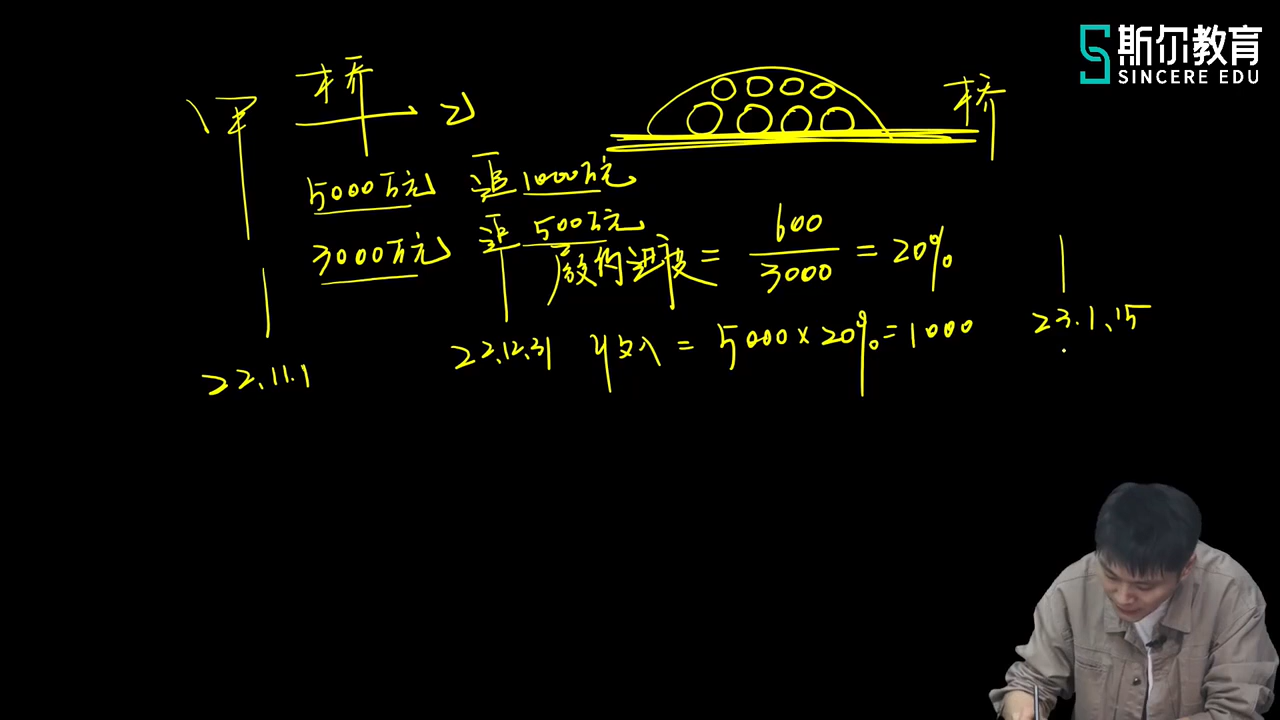 斯尔教育
SINCERE EDU
甲 桥 乙
桥
5000万元 追1000万元
3000万元 追500万元
履约进度 = 600/3000 = 20%
22.11.1
22.12.31 收入 = 5000×20%=1000
23.1.15